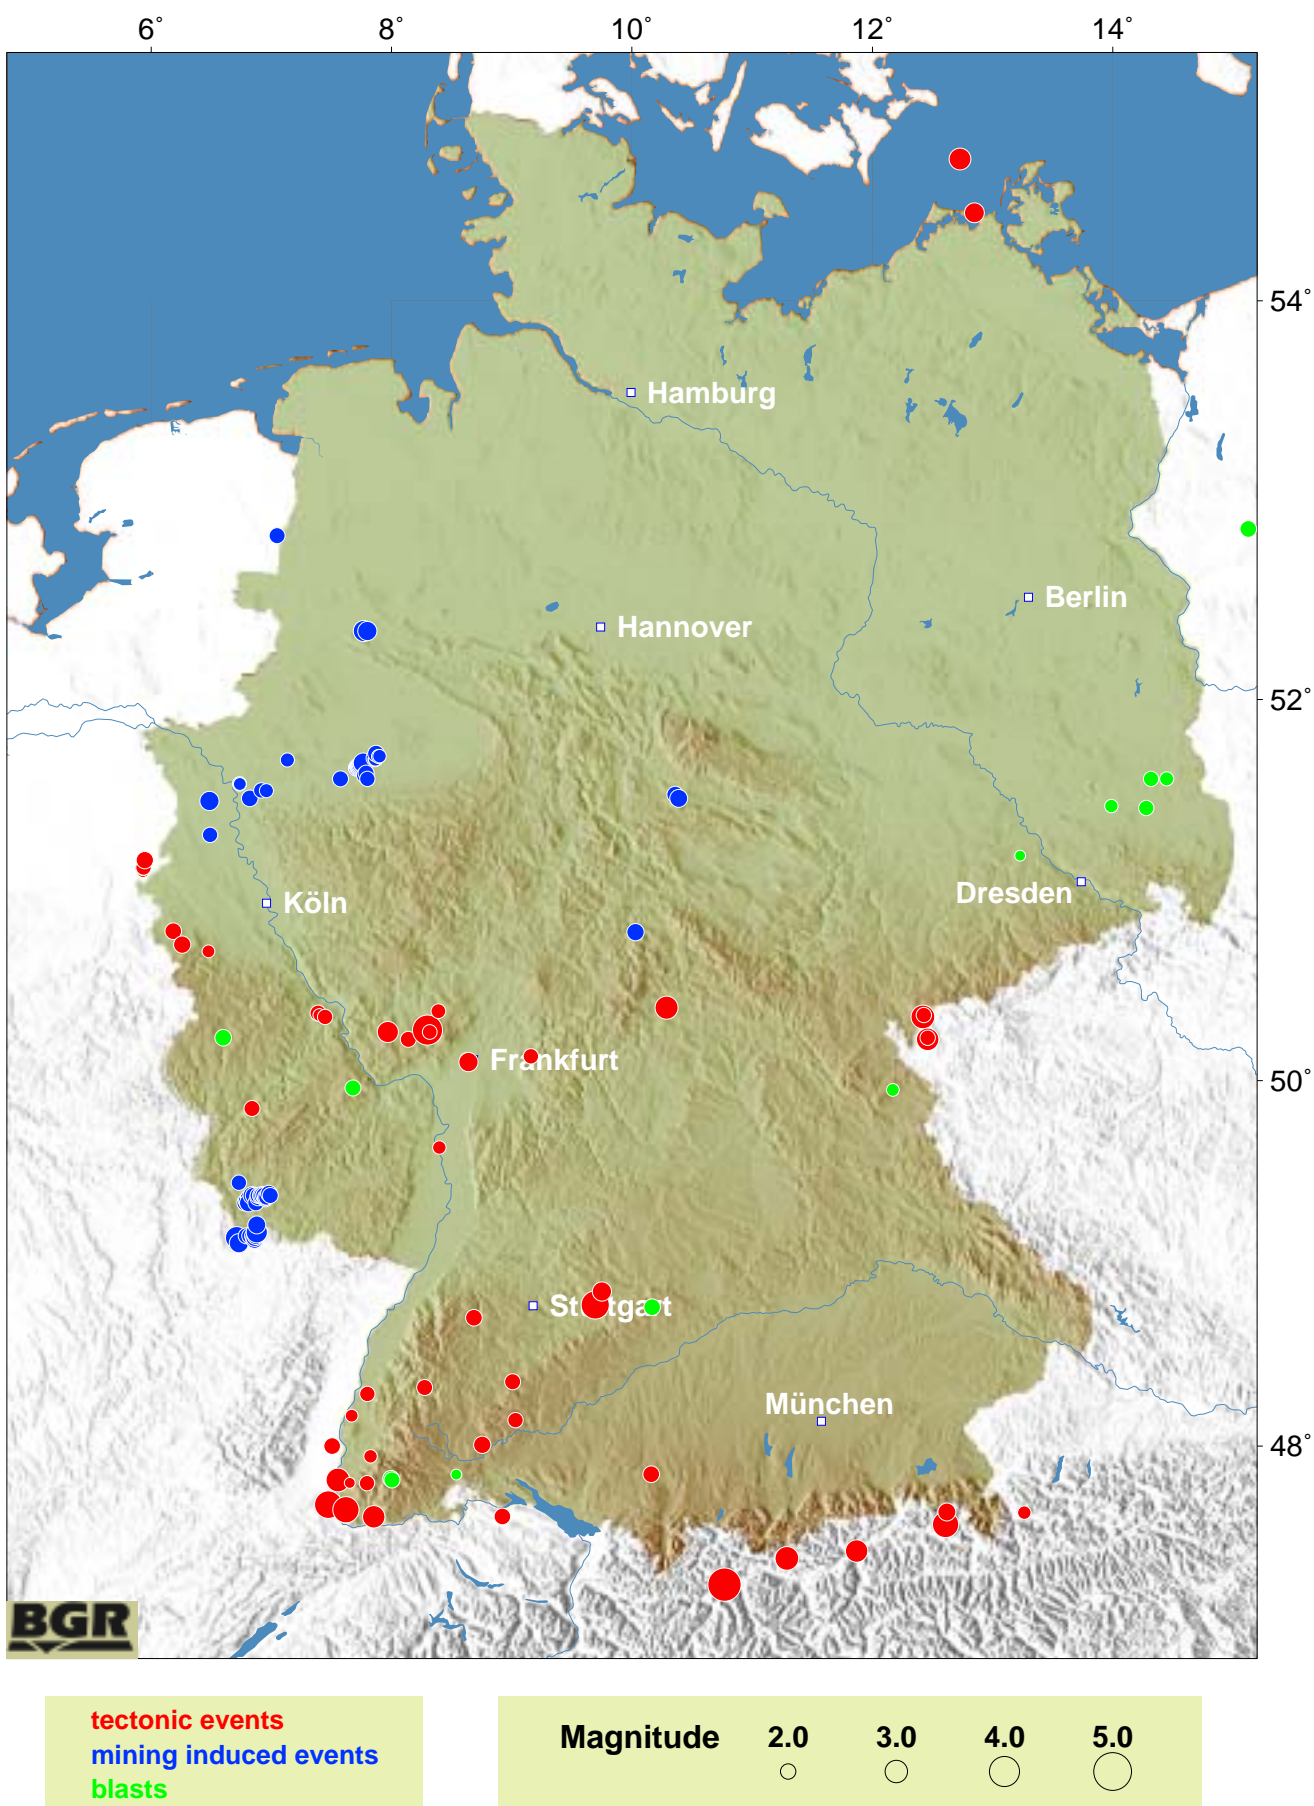 6° 8° 10° 12° 14°
54°
Hamburg
Berlin
Hannover
52°
Dresden
Köln
Frankfurt
50°
Stuttgart
München
48°
BGR
tectonic events
mining induced events
blasts
Magnitude 2.0 3.0 4.0 5.0